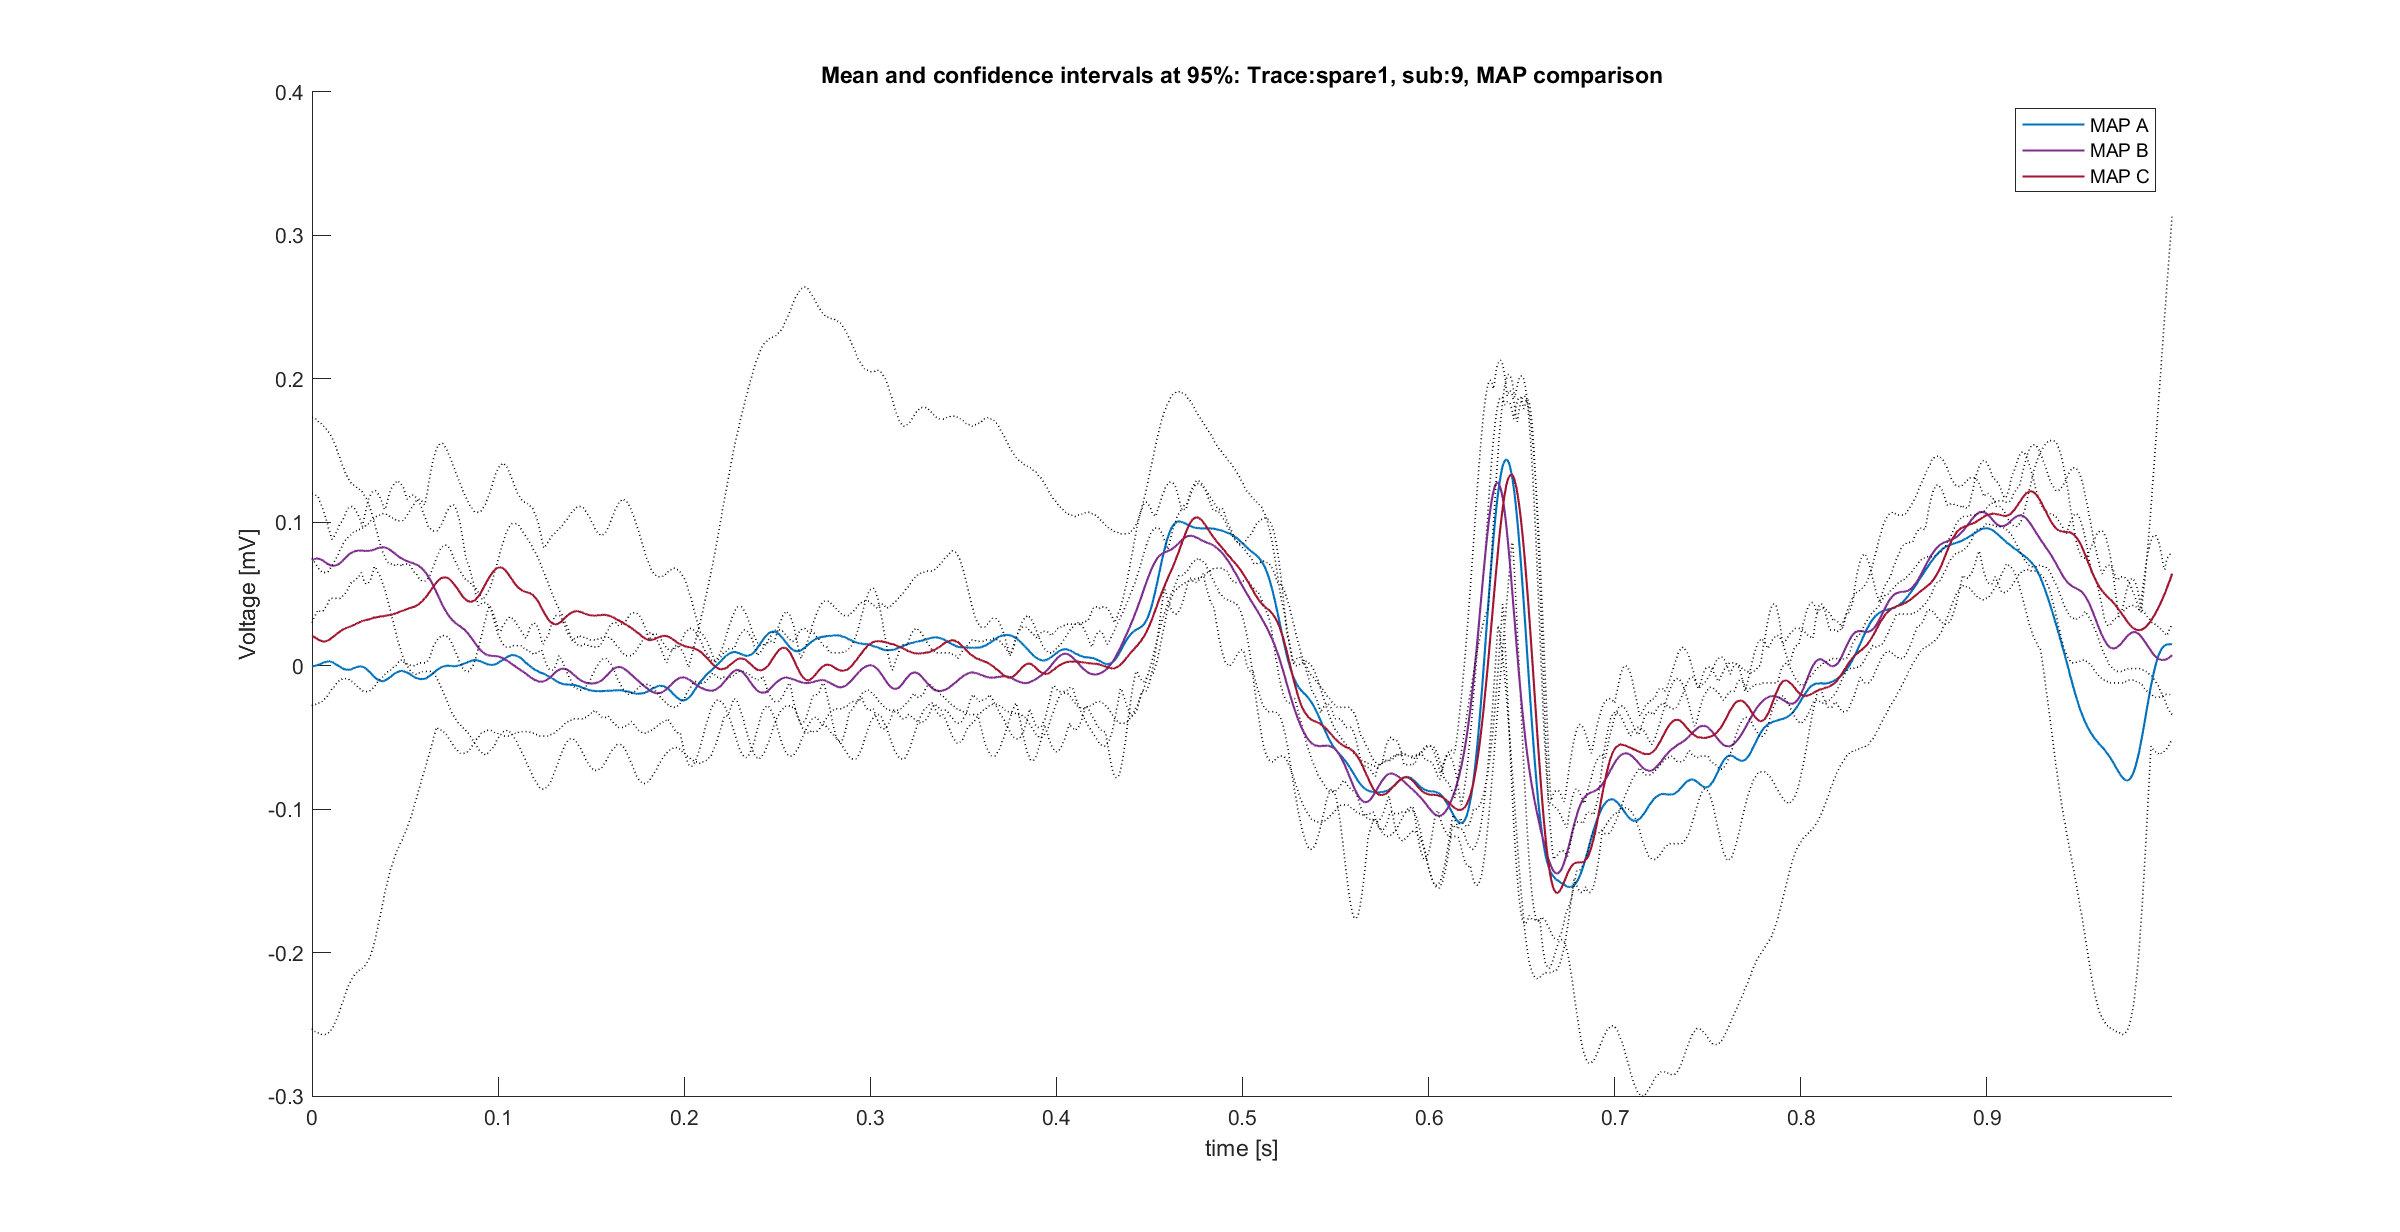 Mean and confidence intervals at 95%: Trace:spare1, sub:9, MAP comparison
0.4
0.3
0.2
0.1
0
-0.1
-0.2
-0.3
Voltage [mV]
MAP A
MAP B
MAP C
0 0.1 0.2 0.3 0.4 0.5 0.6 0.7 0.8 0.9
time [s]